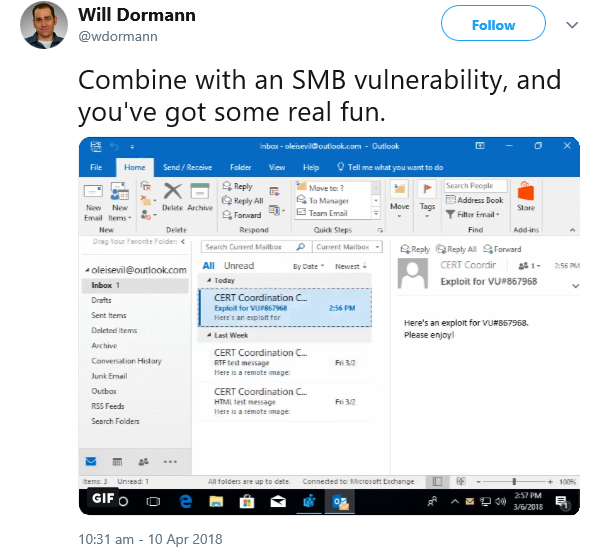 Will Dormann
@wdormann
Follow
Combine with an SMB vulnerability, and
you've got some real fun.
Inbox - oleisevil@outlook.com - Outlook
File Home Send / Receive Folder View Help Tell me what you want to do
New Email
New Items
Delete Archive
Reply
Reply All
Forward
Move to: ?
To Manager
Team Email
Move Tags
Search People
Address Book
Filter Email
Store
New Delete Respond Quick Steps Find Add-ins
Drag Your Favorite Folders
Search Current Mailbox Current Mailbox
Reply Reply All Forward
oleisevil@outlook.com
Inbox 1
Drafts
Sent Items
Deleted Items
Archive
Conversation History
Junk Email
Outbox
RSS Feeds
Search Folders
All Unread By Date Newest
Today
CERT Coordination C...
Exploit for VU#867968 2:56 PM
Here's an exploit for
Last Week
CERT Coordination C...
RTF test message Fri 3/2
Here is a remote image:
CERT Coordination C...
HTML test message Fri 3/2
Here is a remote image:
CERT Coordir 1 2:56 PM
Exploit for VU#867968
Here's an exploit for VU#867968.
Please enjoy!
Items: 3 Unread: 1 All folders are up to date. Connected to: Microsoft Exchange 100%
GIF
2:57 PM
3/6/2018
1
10:31 am - 10 Apr 2018